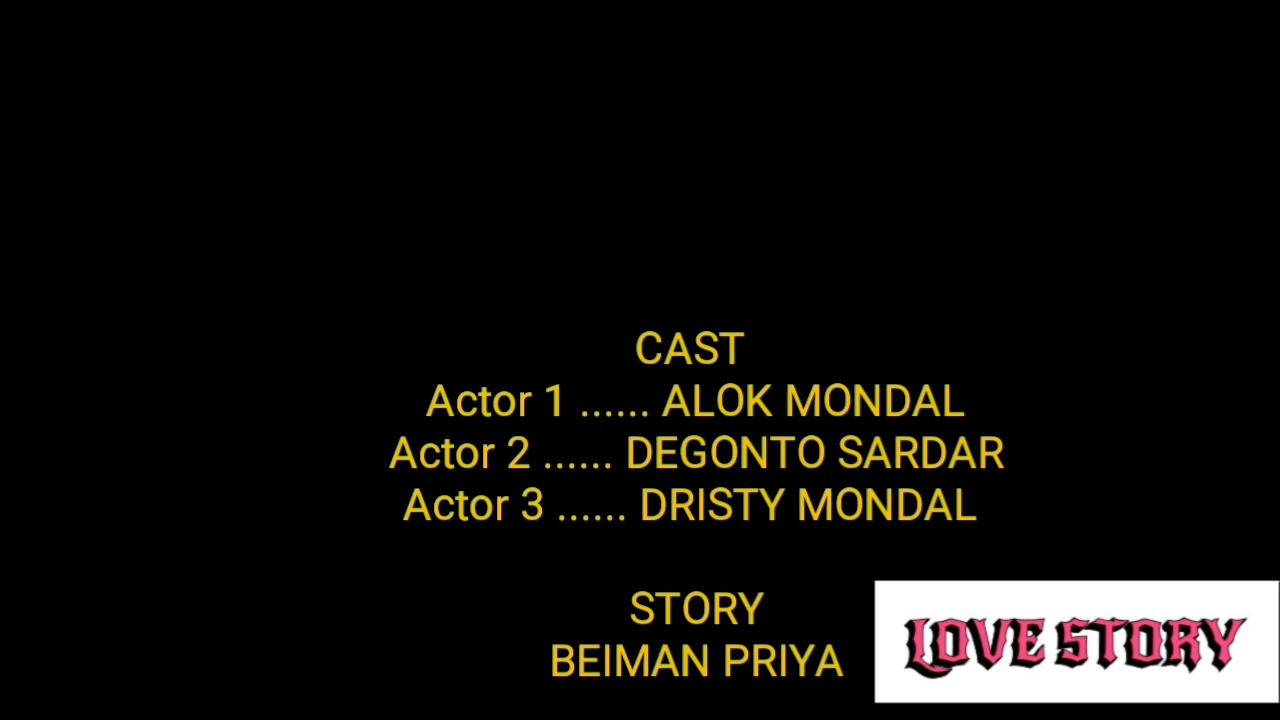 CAST
Actor 1 ...... ALOK MONDAL
Actor 2 ...... DEGONTO SARDAR
Actor 3 ...... DRISTY MONDAL
STORY
BEIMAN PRIYA
LOVE STORY